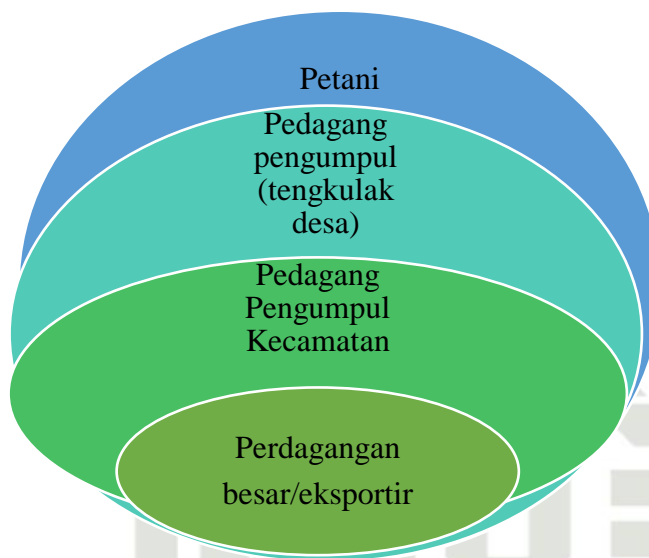 Petani
Pedagang
pengumpul
(tengkulak
desa)
Pedagang
Pengumpul
Kecamatan
Perdagangan
besar/eksportir